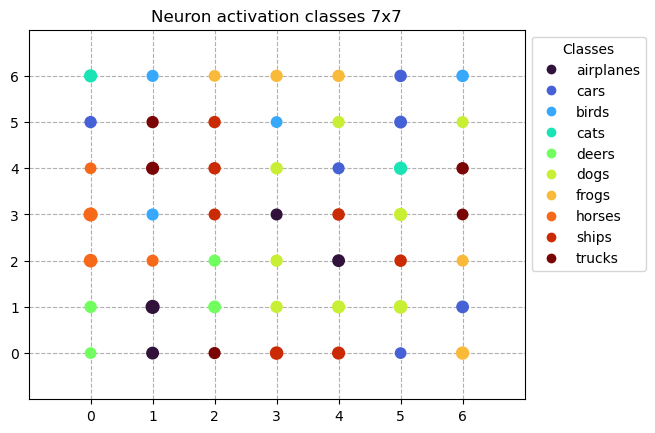 Neuron activation classes 7x7
Classes
airplanes
cars
birds
cats
deers
dogs
frogs
horses
ships
trucks
6
5
4
3
2
1
0
0 1 2 3 4 5 6